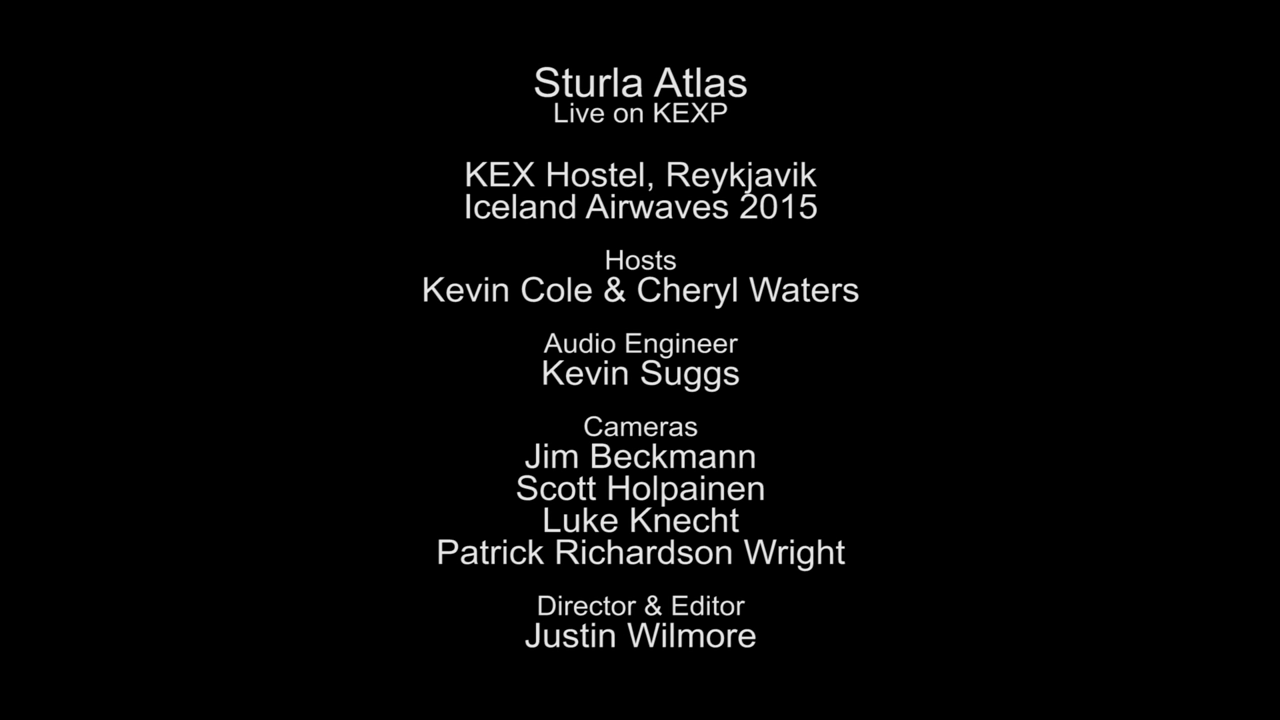 Sturla Atlas
Live on KEXP
KEX Hostel, Reykjavik
Iceland Airwaves 2015
Hosts
Kevin Cole & Cheryl Waters
Audio Engineer
Kevin Suggs
Cameras
Jim Beckmann
Scott Holpainen
Luke Knecht
Patrick Richardson Wright
Director & Editor
Justin Wilmore